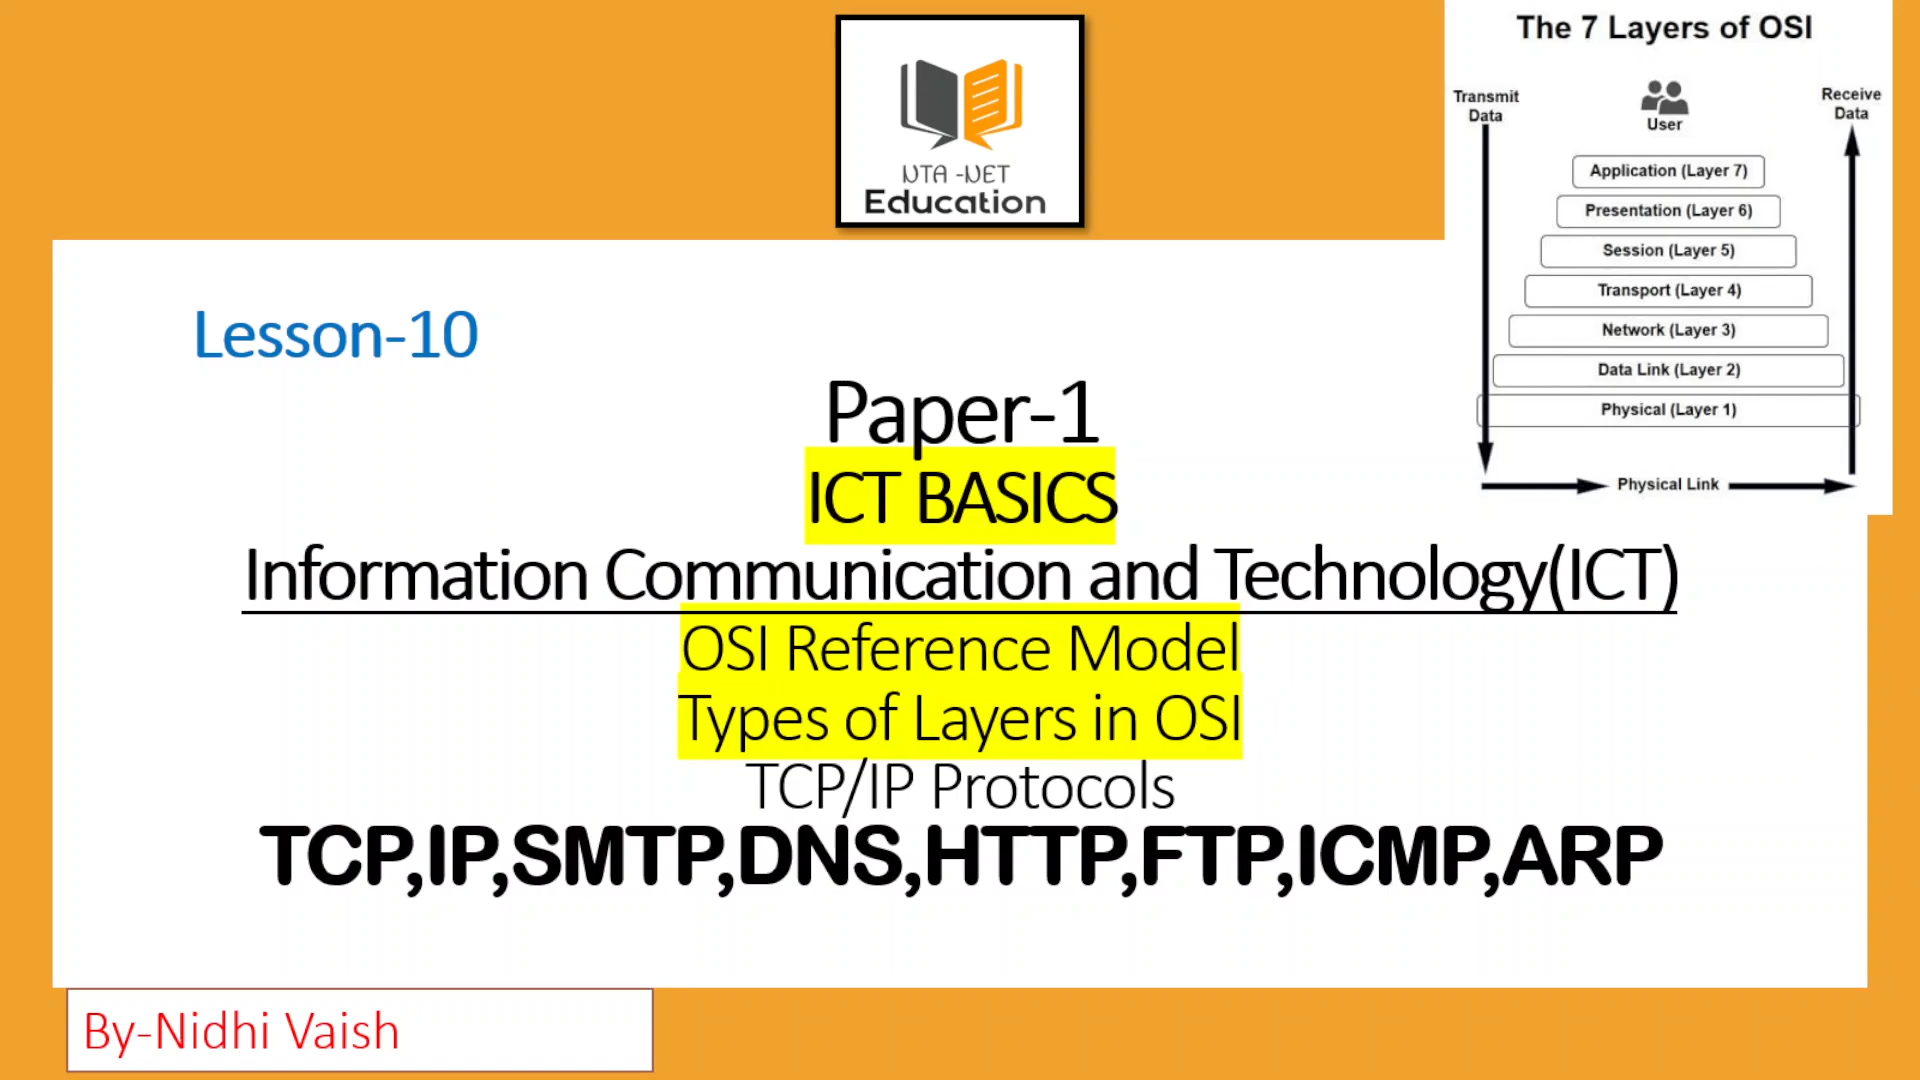 NTA -NET
Education
The 7 Layers of OSI
Transmit
Data
User
Receive
Data
Application (Layer 7)
Presentation (Layer 6)
Session (Layer 5)
Transport (Layer 4)
Network (Layer 3)
Data Link (Layer 2)
Physical (Layer 1)
Physical Link
Lesson-10
Paper-1
ICT BASICS
Information Communication and Technology(ICT)
OSI Reference Model
Types of Layers in OSI
TCP/IP Protocols
TCP,IP,SMTP,DNS,HTTP,FTP,ICMP,ARP
By-Nidhi Vaish